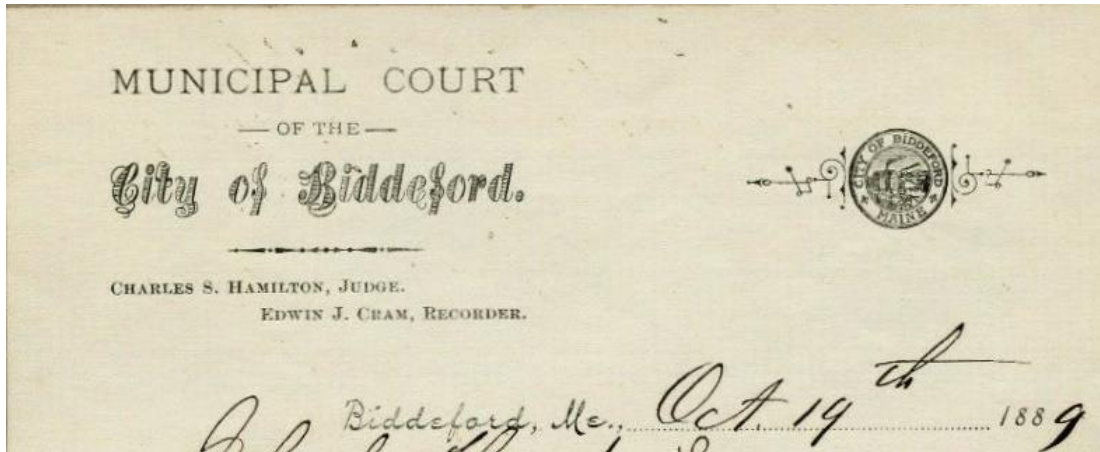 MUNICIPAL COURT
— OF THE —
City of Biddeford.
CHARLES S. HAMILTON, JUDGE.
EDWIN J. CRAM, RECORDER.
CITY OF BIDDEFORD
MAINE
Biddeford, Me., Oct. 19th 1889